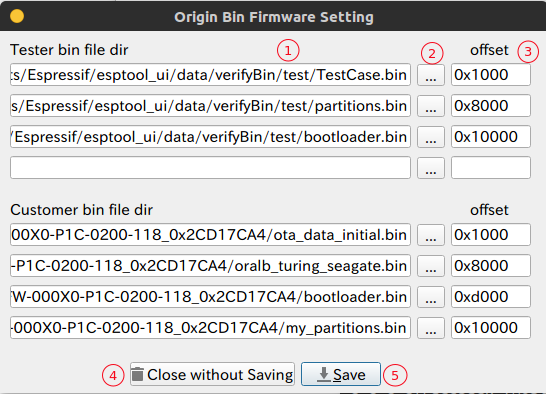 Origin Bin Firmware Setting
Tester bin file dir 1 2 offset 3
ts/Espressif/esptool_ui/data/verifyBin/test/TestCase.bin ... 0x1000
s/Espressif/esptool_ui/data/verifyBin/test/partitions.bin ... 0x8000
/Espressif/esptool_ui/data/verifyBin/test/bootloader.bin ... 0x10000
...
Customer bin file dir offset
00X0-P1C-0200-118_0x2CD17CA4/ota_data_initial.bin ... 0x1000
-P1C-0200-118_0x2CD17CA4/oralb_turing_seagate.bin ... 0x8000
W-000X0-P1C-0200-118_0x2CD17CA4/bootloader.bin ... 0xd000
-000X0-P1C-0200-118_0x2CD17CA4/my_partitions.bin ... 0x10000
4 Close without Saving Save 5